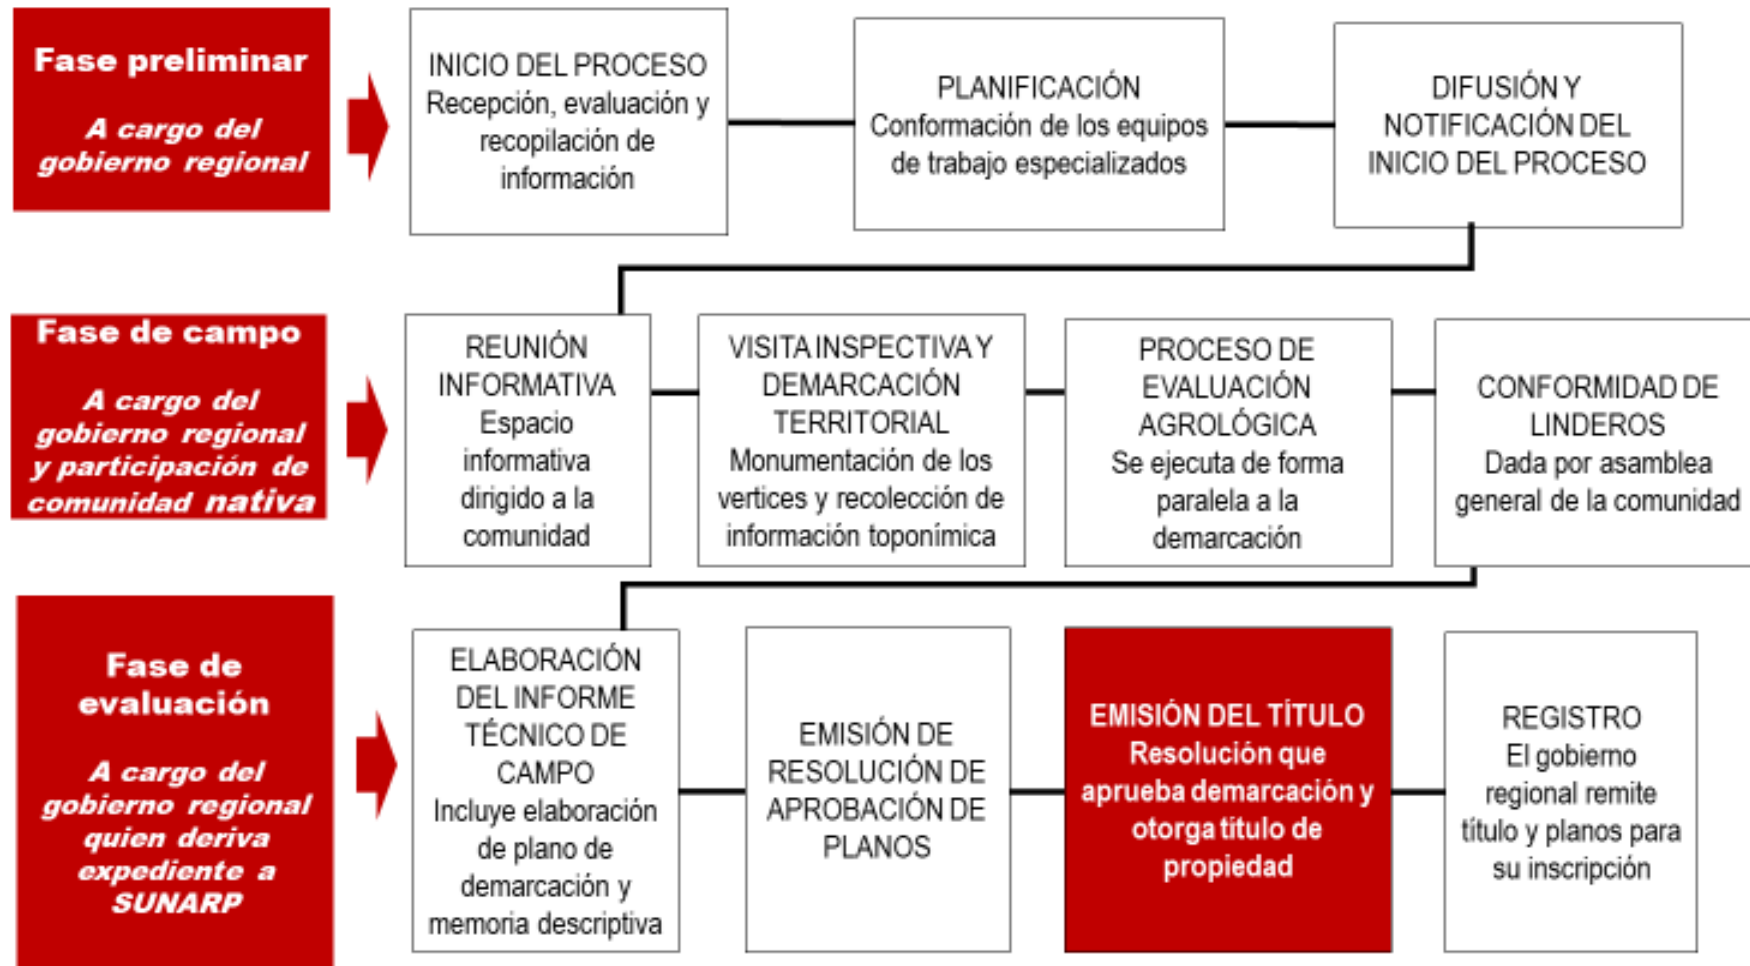 Fase preliminar
A cargo del
gobierno regional
INICIO DEL PROCESO
Recepción, evaluación y
recopilación de
información
PLANIFICACIÓN
Conformación de los equipos
de trabajo especializados
DIFUSIÓN Y
NOTIFICACIÓN DEL
INICIO DEL PROCESO
Fase de campo
A cargo del
gobierno regional
y participación de
comunidad nativa
REUNIÓN
INFORMATIVA
Espacio
informativa
dirigido a la
comunidad
VISITA INSPECTIVA Y
DEMARCACIÓN
TERRITORIAL
Monumentación de los
vertices y recolección de
información toponímica
PROCESO DE
EVALUACIÓN
AGROLÓGICA
Se ejecuta de forma
paralela a la
demarcación
CONFORMIDAD DE
LINDEROS
Dada por asamblea
general de la comunidad
Fase de
evaluación
A cargo del
gobierno regional
quien deriva
expediente a
SUNARP
ELABORACIÓN
DEL INFORME
TÉCNICO DE
CAMPO
Incluye elaboración
de plano de
demarcación y
memoria descriptiva
EMISIÓN DE
RESOLUCIÓN DE
APROBACIÓN DE
PLANOS
EMISIÓN DEL TÍTULO
Resolución que
aprueba demarcación y
otorga título de
propiedad
REGISTRO
El gobierno
regional remite
título y planos para
su inscripción